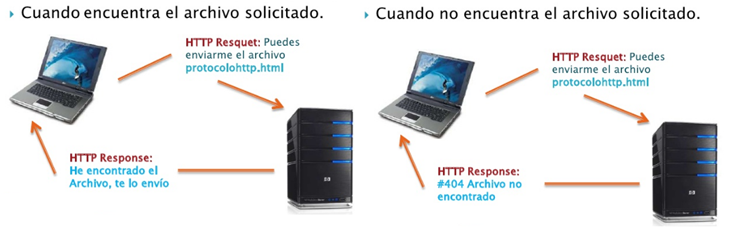 Cuando encuentra el archivo solicitado.
HTTP Resquet: Puedes
enviarme el archivo
protocolohttp.html
HTTP Response:
He encontrado el
Archivo, te lo envío
Cuando no encuentra el archivo solicitado.
HTTP Resquet: Puedes
enviarme el archivo
protocolohttp.html
HTTP Response:
#404 Archivo no
encontrado